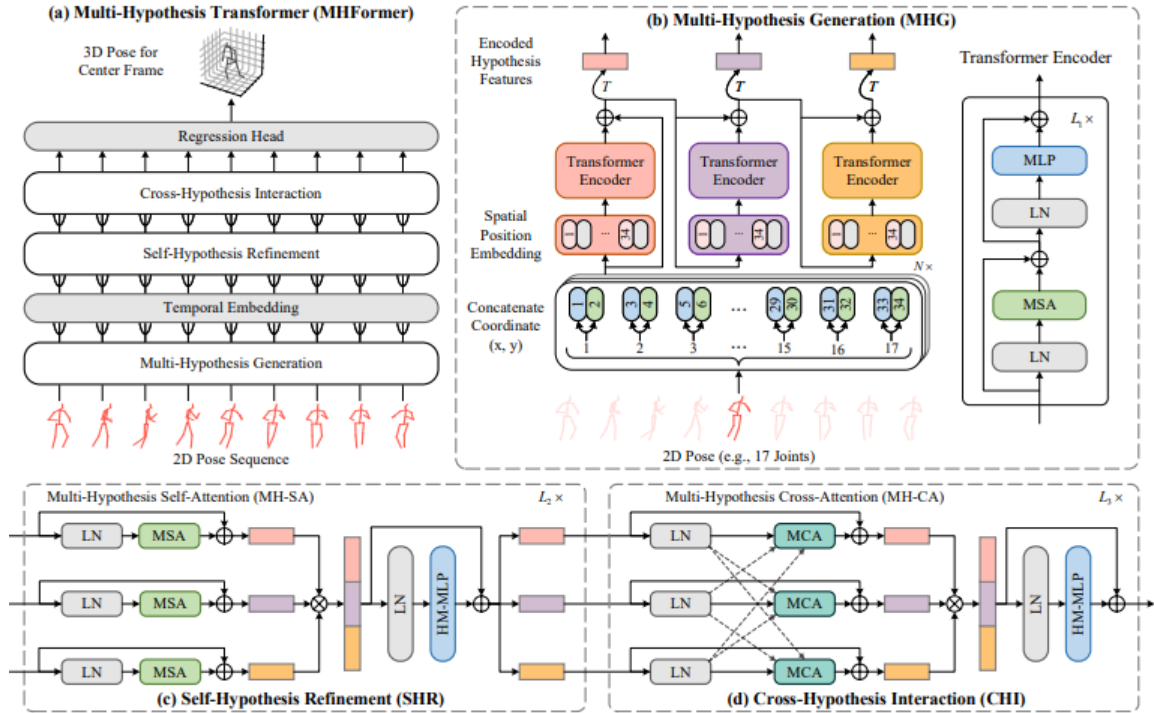 (a) Multi-Hypothesis Transformer (MHFormer)
3D Pose for
Center Frame
Regression Head
Cross-Hypothesis Interaction
Self-Hypothesis Refinement
Temporal Embedding
Multi-Hypothesis Generation
2D Pose Sequence
(b) Multi-Hypothesis Generation (MHG)
Encoded
Hypothesis
Features
T T T
Transformer
Encoder
Transformer
Encoder
Transformer
Encoder
Spatial
Position
Embedding
1 ... 34 1 ... 34 1 ... 34
N×
Concatenate
Coordinate
(x, y)
1 2 3 4 5 6 ... 29 30 31 32 33 34
1 2 3 ... 15 16 17
2D Pose (e.g., 17 Joints)
Transformer Encoder
L₁ ×
MLP
LN
MSA
LN
Multi-Hypothesis Self-Attention (MH-SA)
L₂ ×
LN MSA
LN MSA
LN MSA
LN HM-MLP
(c) Self-Hypothesis Refinement (SHR)
Multi-Hypothesis Cross-Attention (MH-CA)
L₃ ×
LN MCA
LN MCA
LN MCA
LN HM-MLP
(d) Cross-Hypothesis Interaction (CHI)